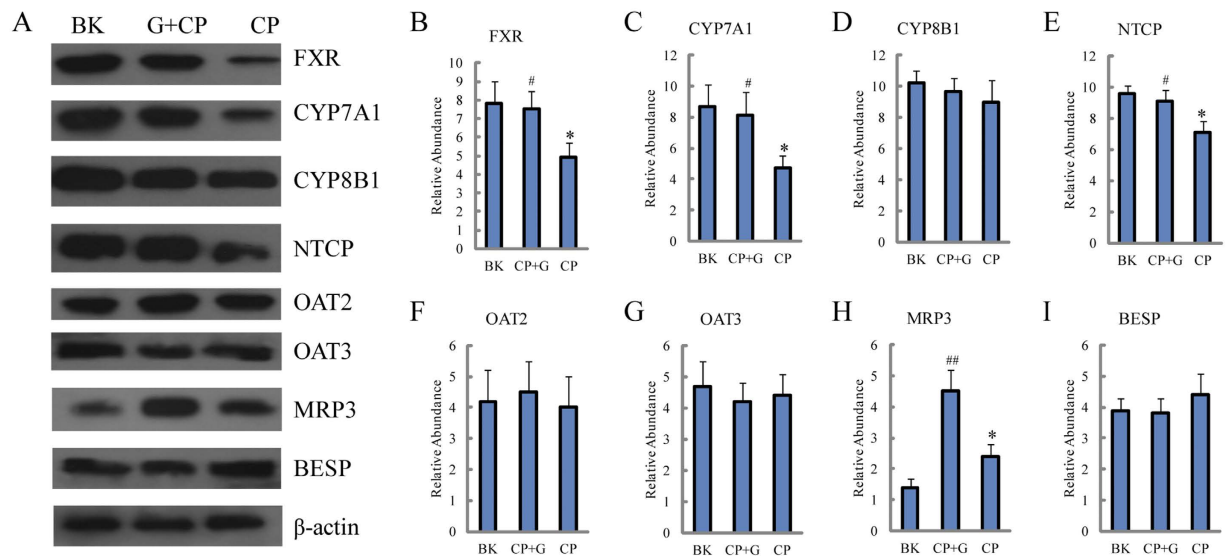 A
BK G+CP CP
FXR
CYP7A1
CYP8B1
NTCP
OAT2
OAT3
MRP3
BESP
β-actin
B
FXR
Relative Abundance
10
9
8
7
6
5
4
3
2
1
0
#
*
BK CP+G CP
C
CYP7A1
Relative Abundance
12
10
8
6
4
2
0
#
*
BK CP+G CP
D
CYP8B1
Relative Abundance
12
10
8
6
4
2
0
BK CP+G CP
E
NTCP
Relative Abundance
12
10
8
6
4
2
0
#
*
BK CP+G CP
F
OAT2
Relative Abundance
6
5
4
3
2
1
0
BK CP+G CP
G
OAT3
Relative Abundance
6
5
4
3
2
1
0
BK CP+G CP
H
MRP3
Relative Abundance
6
5
4
3
2
1
0
##
*
BK CP+G CP
I
BESP
Relative Abundance
6
5
4
3
2
1
0
BK CP+G CP